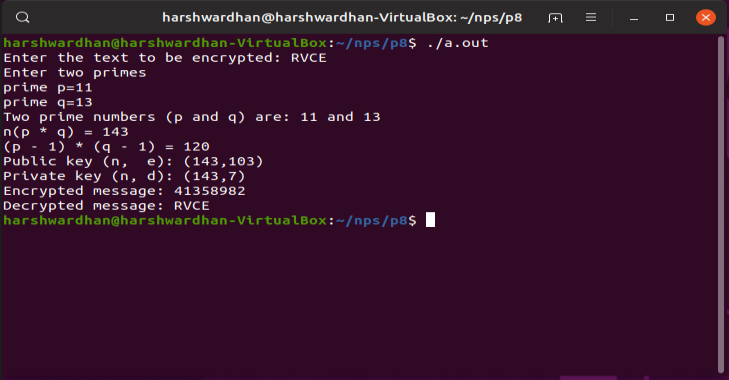 harshwardhan@harshwardhan-VirtualBox: ~/nps/p8
harshwardhan@harshwardhan-VirtualBox:~/nps/p8$ ./a.out
Enter the text to be encrypted: RVCE
Enter two primes
prime p=11
prime q=13
Two prime numbers (p and q) are: 11 and 13
n(p * q) = 143
(p - 1) * (q - 1) = 120
Public key (n,  e): (143,103)
Private key (n, d): (143,7)
Encrypted message: 41358982
Decrypted message: RVCE
harshwardhan@harshwardhan-VirtualBox:~/nps/p8$